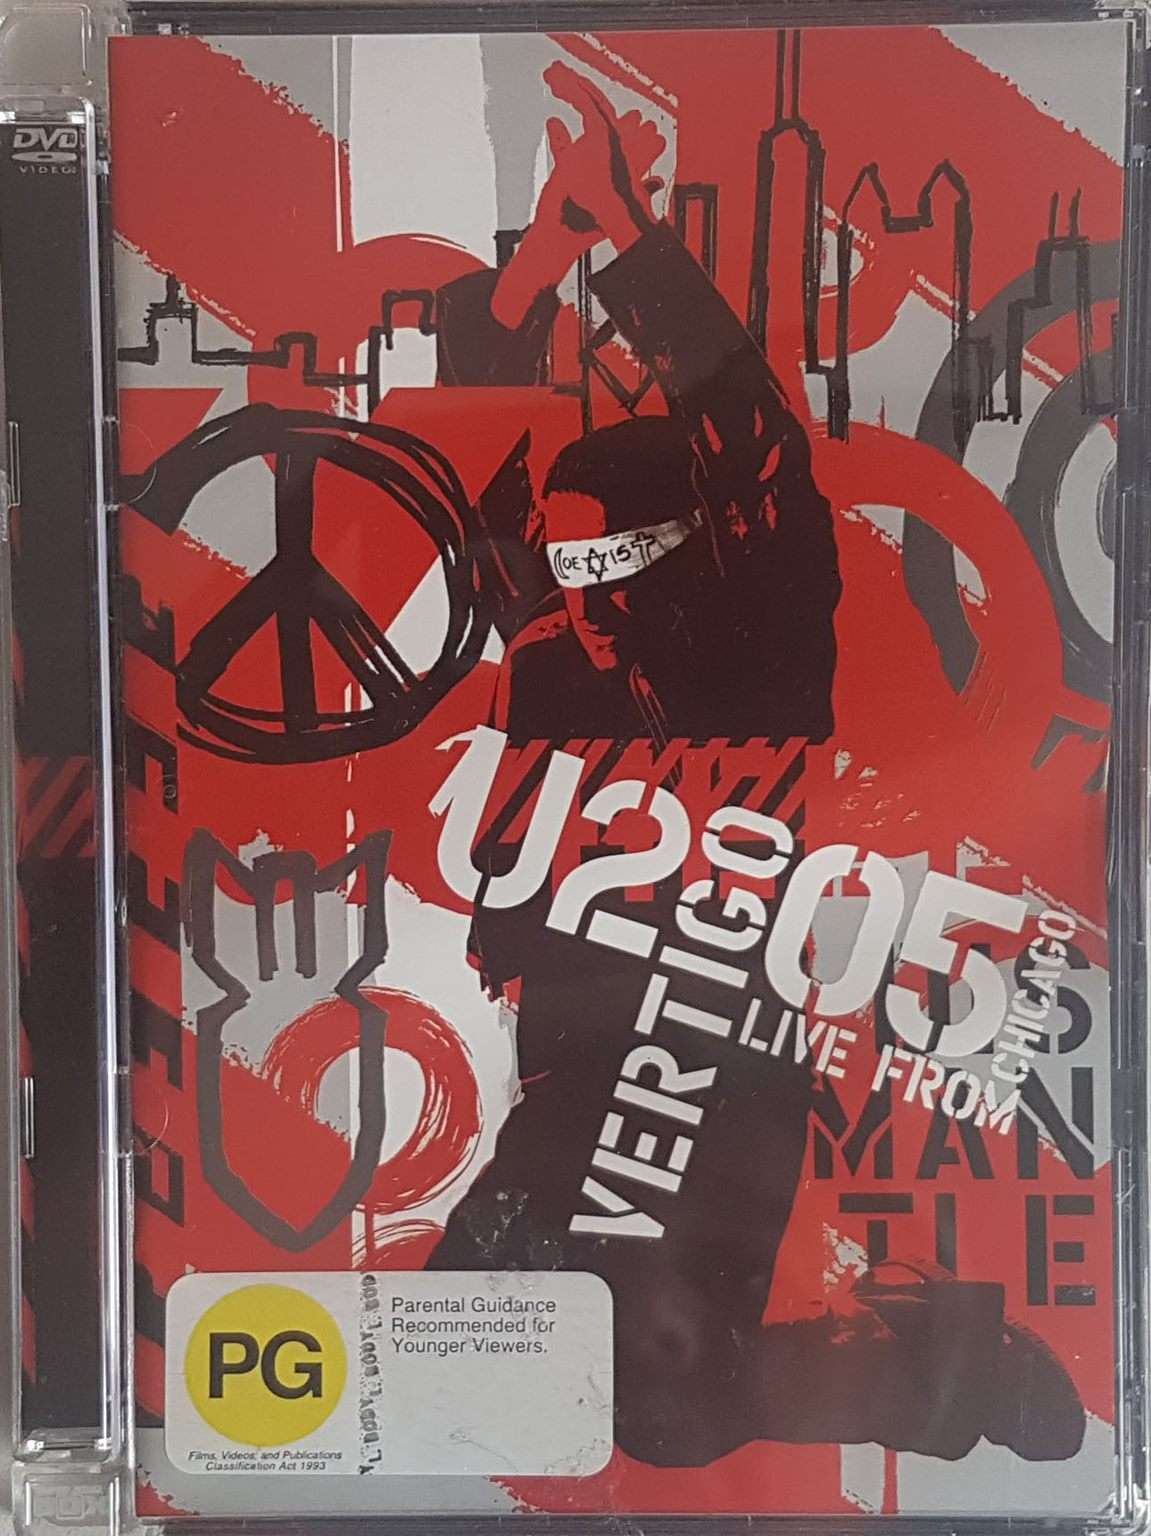 DVD
VIDEO
COEXIST
U2
VERTIGO
05
LIVE FROM
CHICAGO
MAN
TLE
PG
Parental Guidance
Recommended for
Younger Viewers.
Films, Videos, and Publications
Classification Act 1993